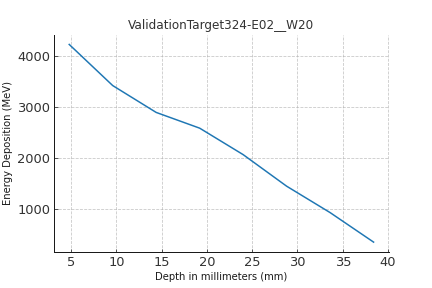 ValidationTarget324-E02__W20
Energy Deposition (MeV)
4000
3000
2000
1000
5 10 15 20 25 30 35 40
Depth in millimeters (mm)